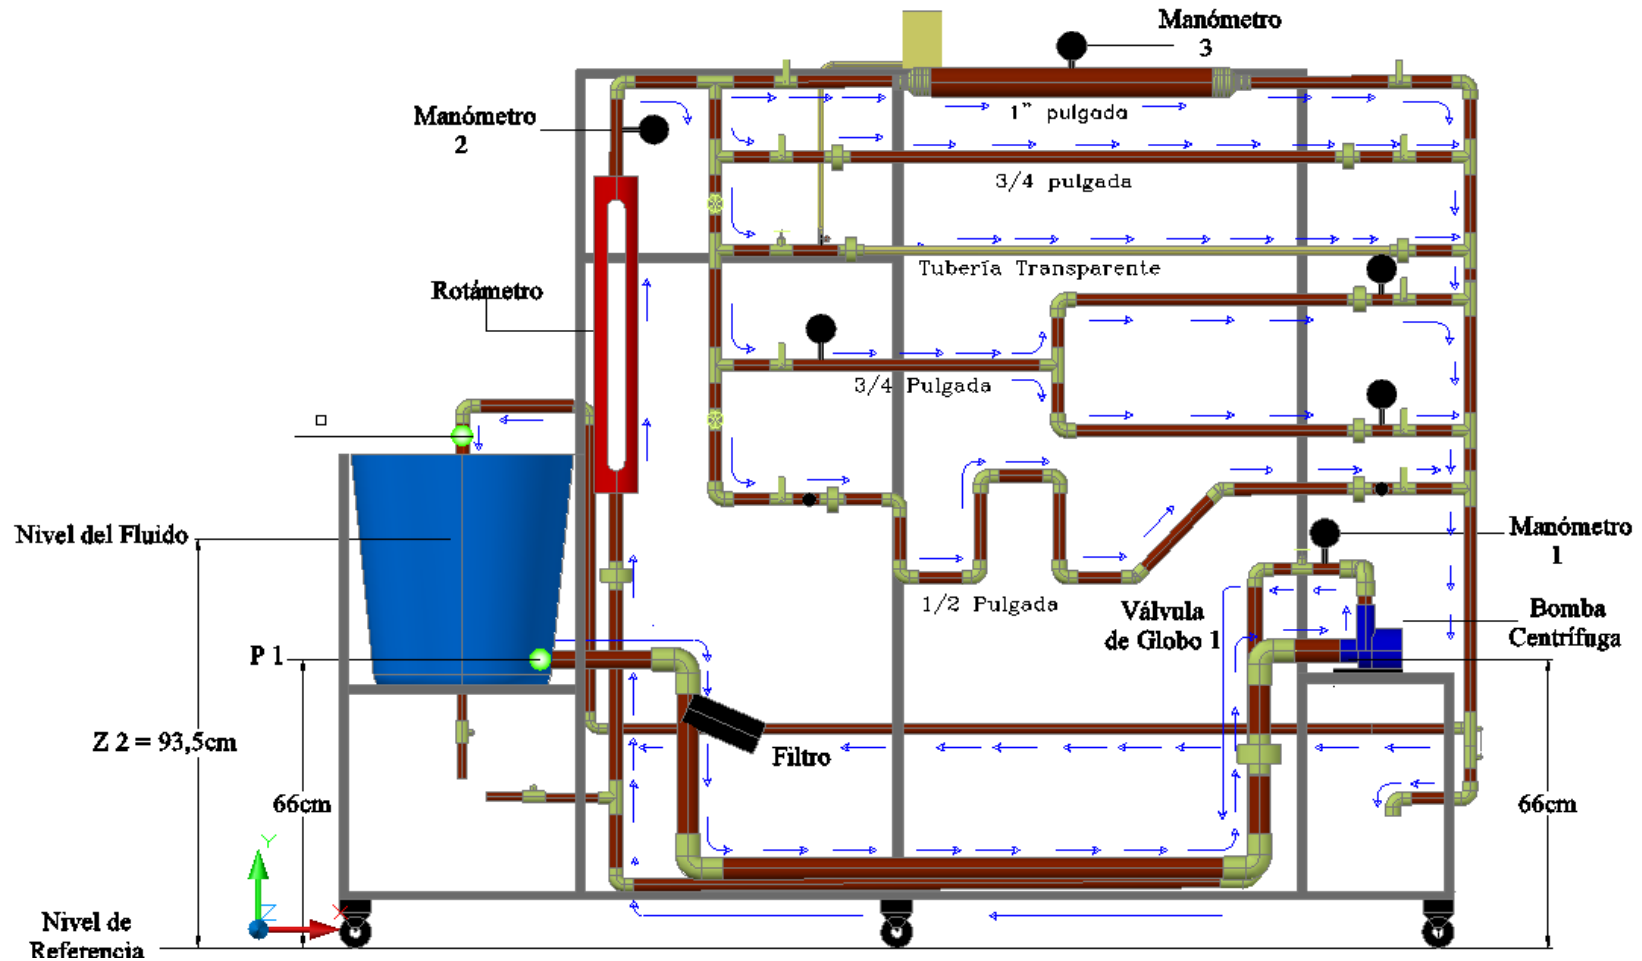 Manómetro
3
1” pulgada
Manómetro
2
3/4 pulgada
Tubería Transparente
Rotámetro
3/4 Pulgada
Nivel del Fluido
Manómetro
1
1/2 Pulgada
Válvula
de Globo 1
Bomba
Centrífuga
P 1
Z 2 = 93,5cm
Filtro
66cm
66cm
Y
Z
X
Nivel de
Referencia